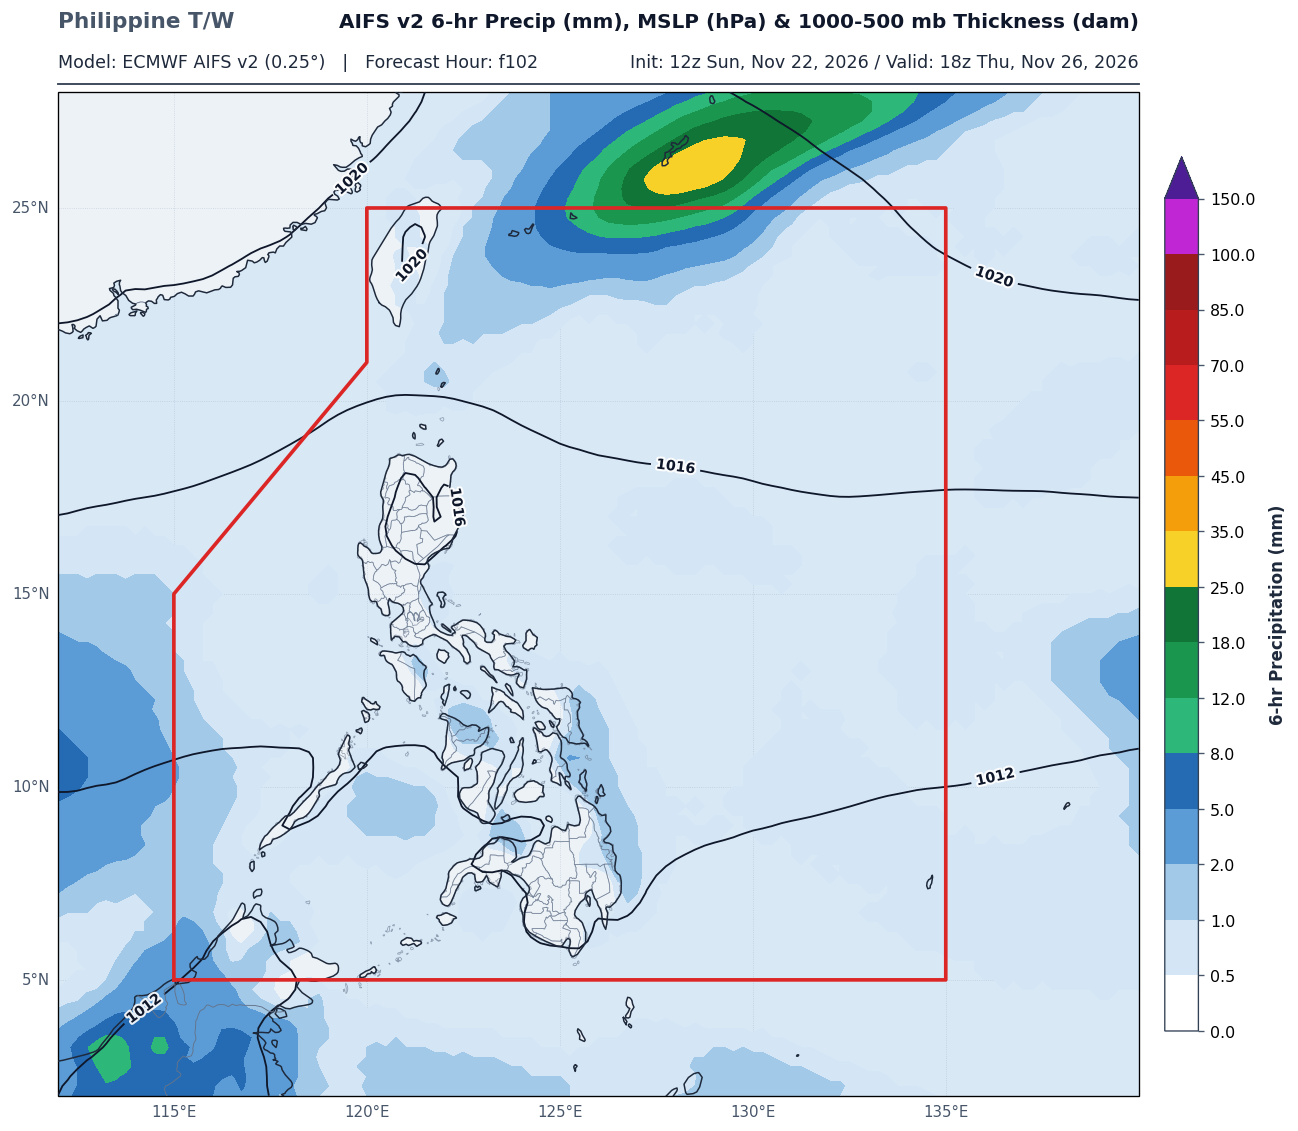 Philippine T/W
AIFS v2 6-hr Precip (mm), MSLP (hPa) & 1000-500 mb Thickness (dam)
Model: ECMWF AIFS v2 (0.25°) | Forecast Hour: f102
Init: 12z Sun, Nov 22, 2026 / Valid: 18z Thu, Nov 26, 2026
1020
1020
1020
1016
1016
1012
1012
25°N
20°N
15°N
10°N
5°N
115°E
120°E
125°E
130°E
135°E
150.0
100.0
85.0
70.0
55.0
45.0
35.0
25.0
18.0
12.0
8.0
5.0
2.0
1.0
0.5
0.0
6-hr Precipitation (mm)